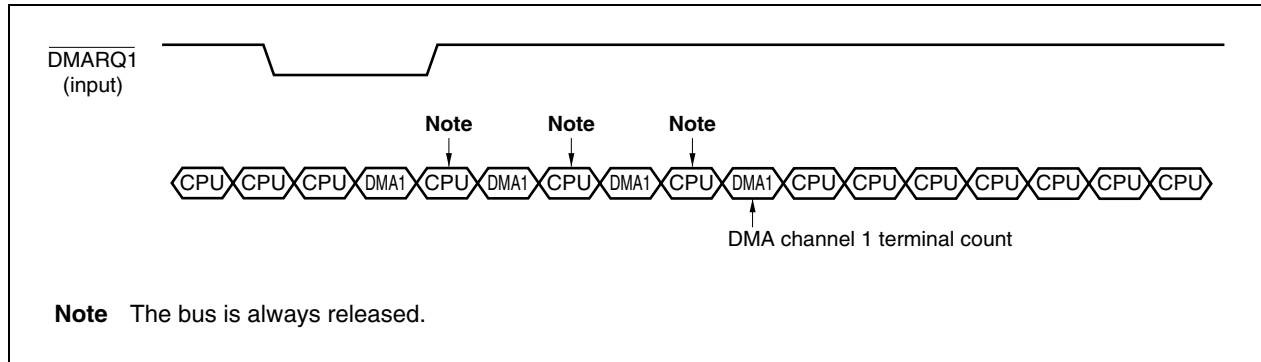 DMARQ1
(input)
Note Note Note
CPU CPU CPU DMA1 CPU DMA1 CPU DMA1 CPU DMA1 CPU CPU CPU CPU CPU CPU CPU
DMA channel 1 terminal count
Note The bus is always released.